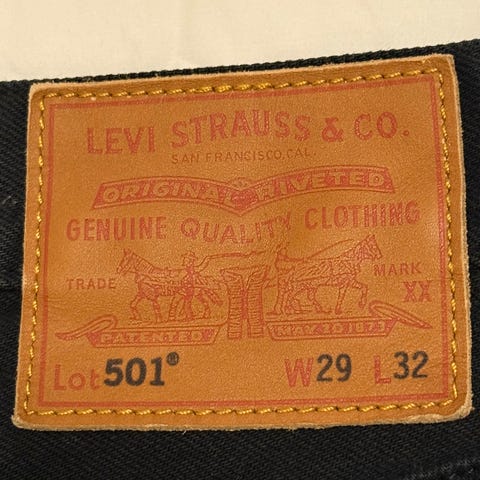 LEVI STRAUSS & CO.
SAN FRANCISCO, CAL.
ORIGINAL RIVETED
GENUINE QUALITY CLOTHING
TRADE MARK
XX
PATENTED MAY 20 1873
Lot 501® W29 L32